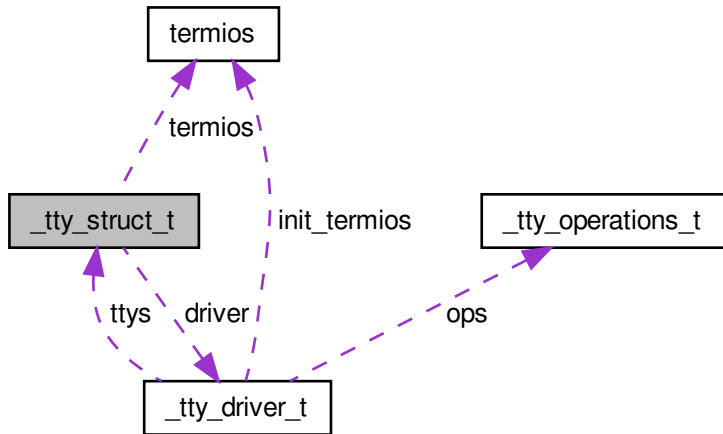 termios
termios
_tty_struct_t
init_termios
_tty_operations_t
ttys
driver
ops
_tty_driver_t